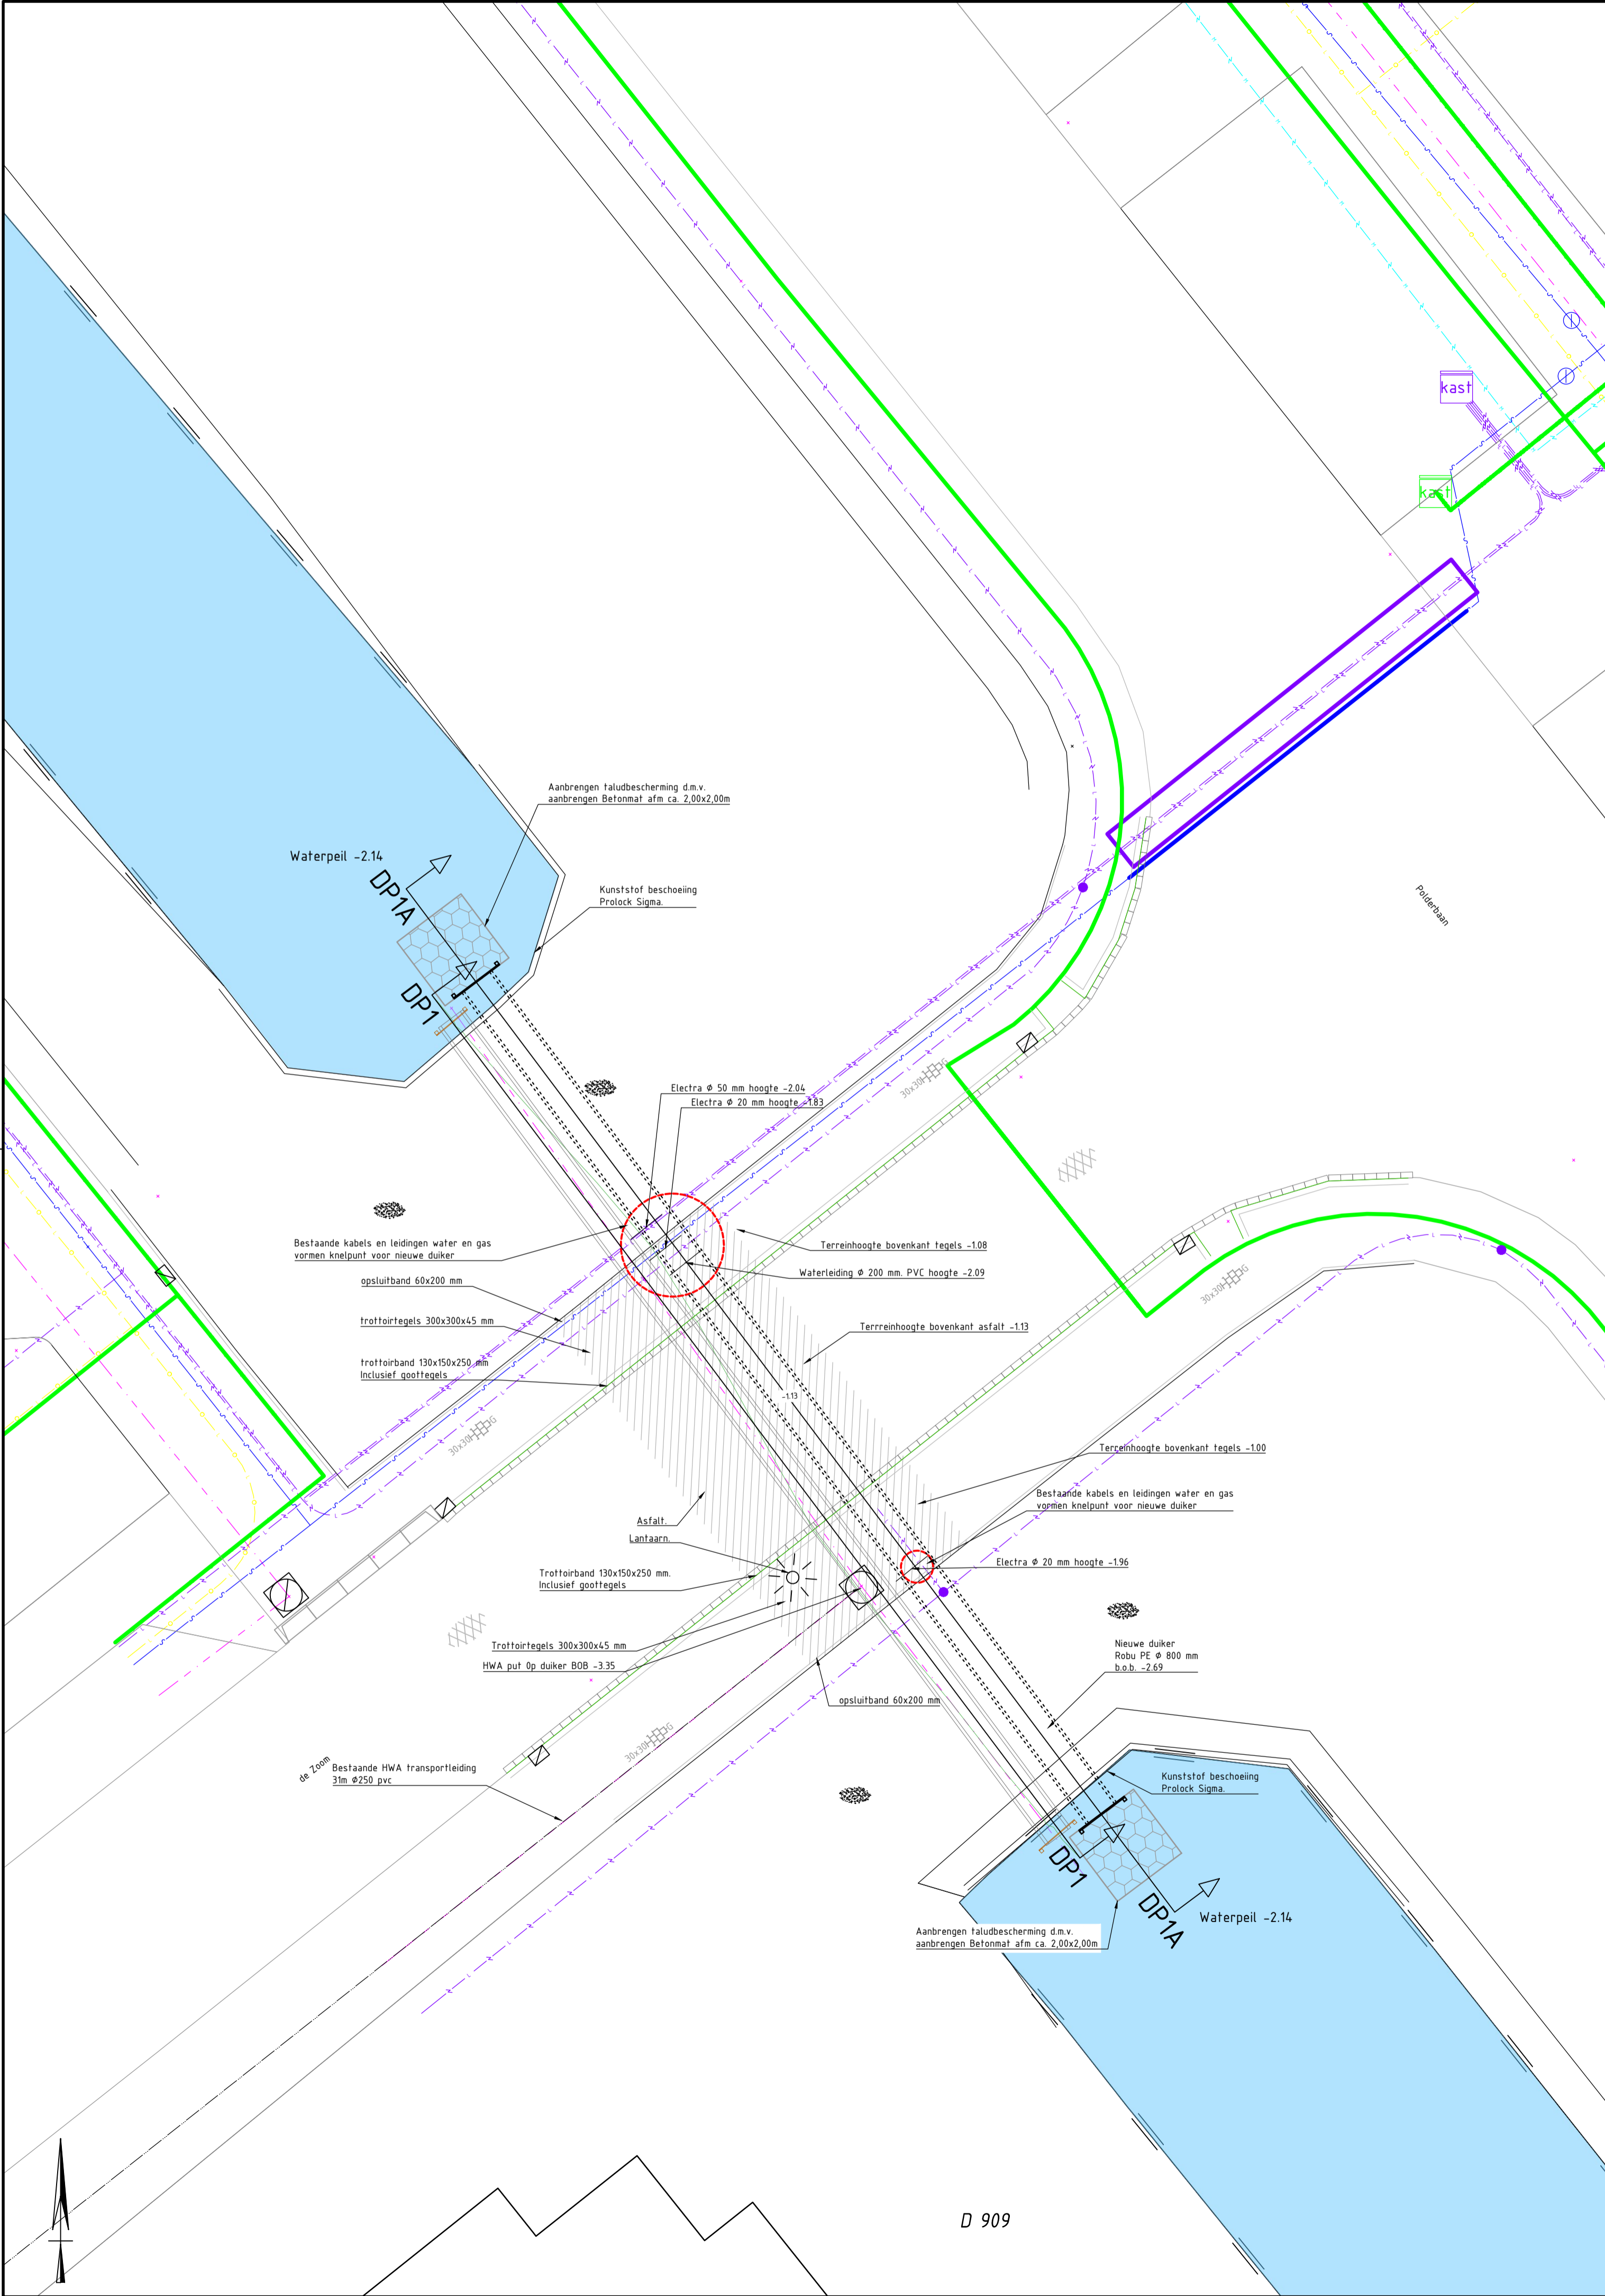 kast
kast
Aanbrengen taludbescherming d.m.v.
aanbrengen Betonmat afm ca. 2,00x2,00m
Waterpeil -2.14
DP1A
Kunststof beschoeiing
Prolock Sigma.
Polderbaan
DP1
30x30
G
Electra Ø 50 mm hoogte -2.04
Electra Ø 20 mm hoogte -1.83
Bestaande kabels en leidingen water en gas
vormen knelpunt voor nieuwe duiker
Terreinhoogte bovenkant tegels -1.08
Waterleiding Ø 200 mm. PVC hoogte -2.09
opsluitband 60x200 mm
30x30
G
trottoirtegels 300x300x45 mm
Terrreinhoogte bovenkant asfalt -1.13
trottoirband 130x150x250 mm
Inclusief goottegels
-1.13
30x30
G
Terreinhoogte bovenkant tegels -1.00
Bestaande kabels en leidingen water en gas
vormen knelpunt voor nieuwe duiker
Asfalt.
Lantaarn.
Electra Ø 20 mm hoogte -1.96
Trottoirband 130x150x250 mm.
Inclusief goottegels
Trottoirtegels 300x300x45 mm
HWA put Op duiker BOB -3.35
Nieuwe duiker
Robu PE Ø 800 mm
b.o.b. -2.69
opsluitband 60x200 mm
30x30
G
de Zoom
Bestaande HWA transportleiding
31m Ø250 pvc
Kunststof beschoeiing
Prolock Sigma.
DP1
DP1A
Waterpeil -2.14
Aanbrengen taludbescherming d.m.v.
aanbrengen Betonmat afm ca. 2,00x2,00m
D 909